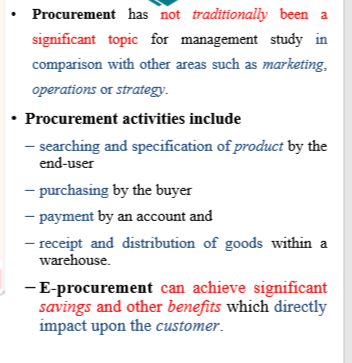 • Procurement has not traditionally been a
significant topic for management study in
comparison with other areas such as marketing,
operations or strategy.
• Procurement activities include
– searching and specification of product by the
end-user
– purchasing by the buyer
– payment by an account and
– receipt and distribution of goods within a
warehouse.
– E-procurement can achieve significant
savings and other benefits which directly
impact upon the customer.